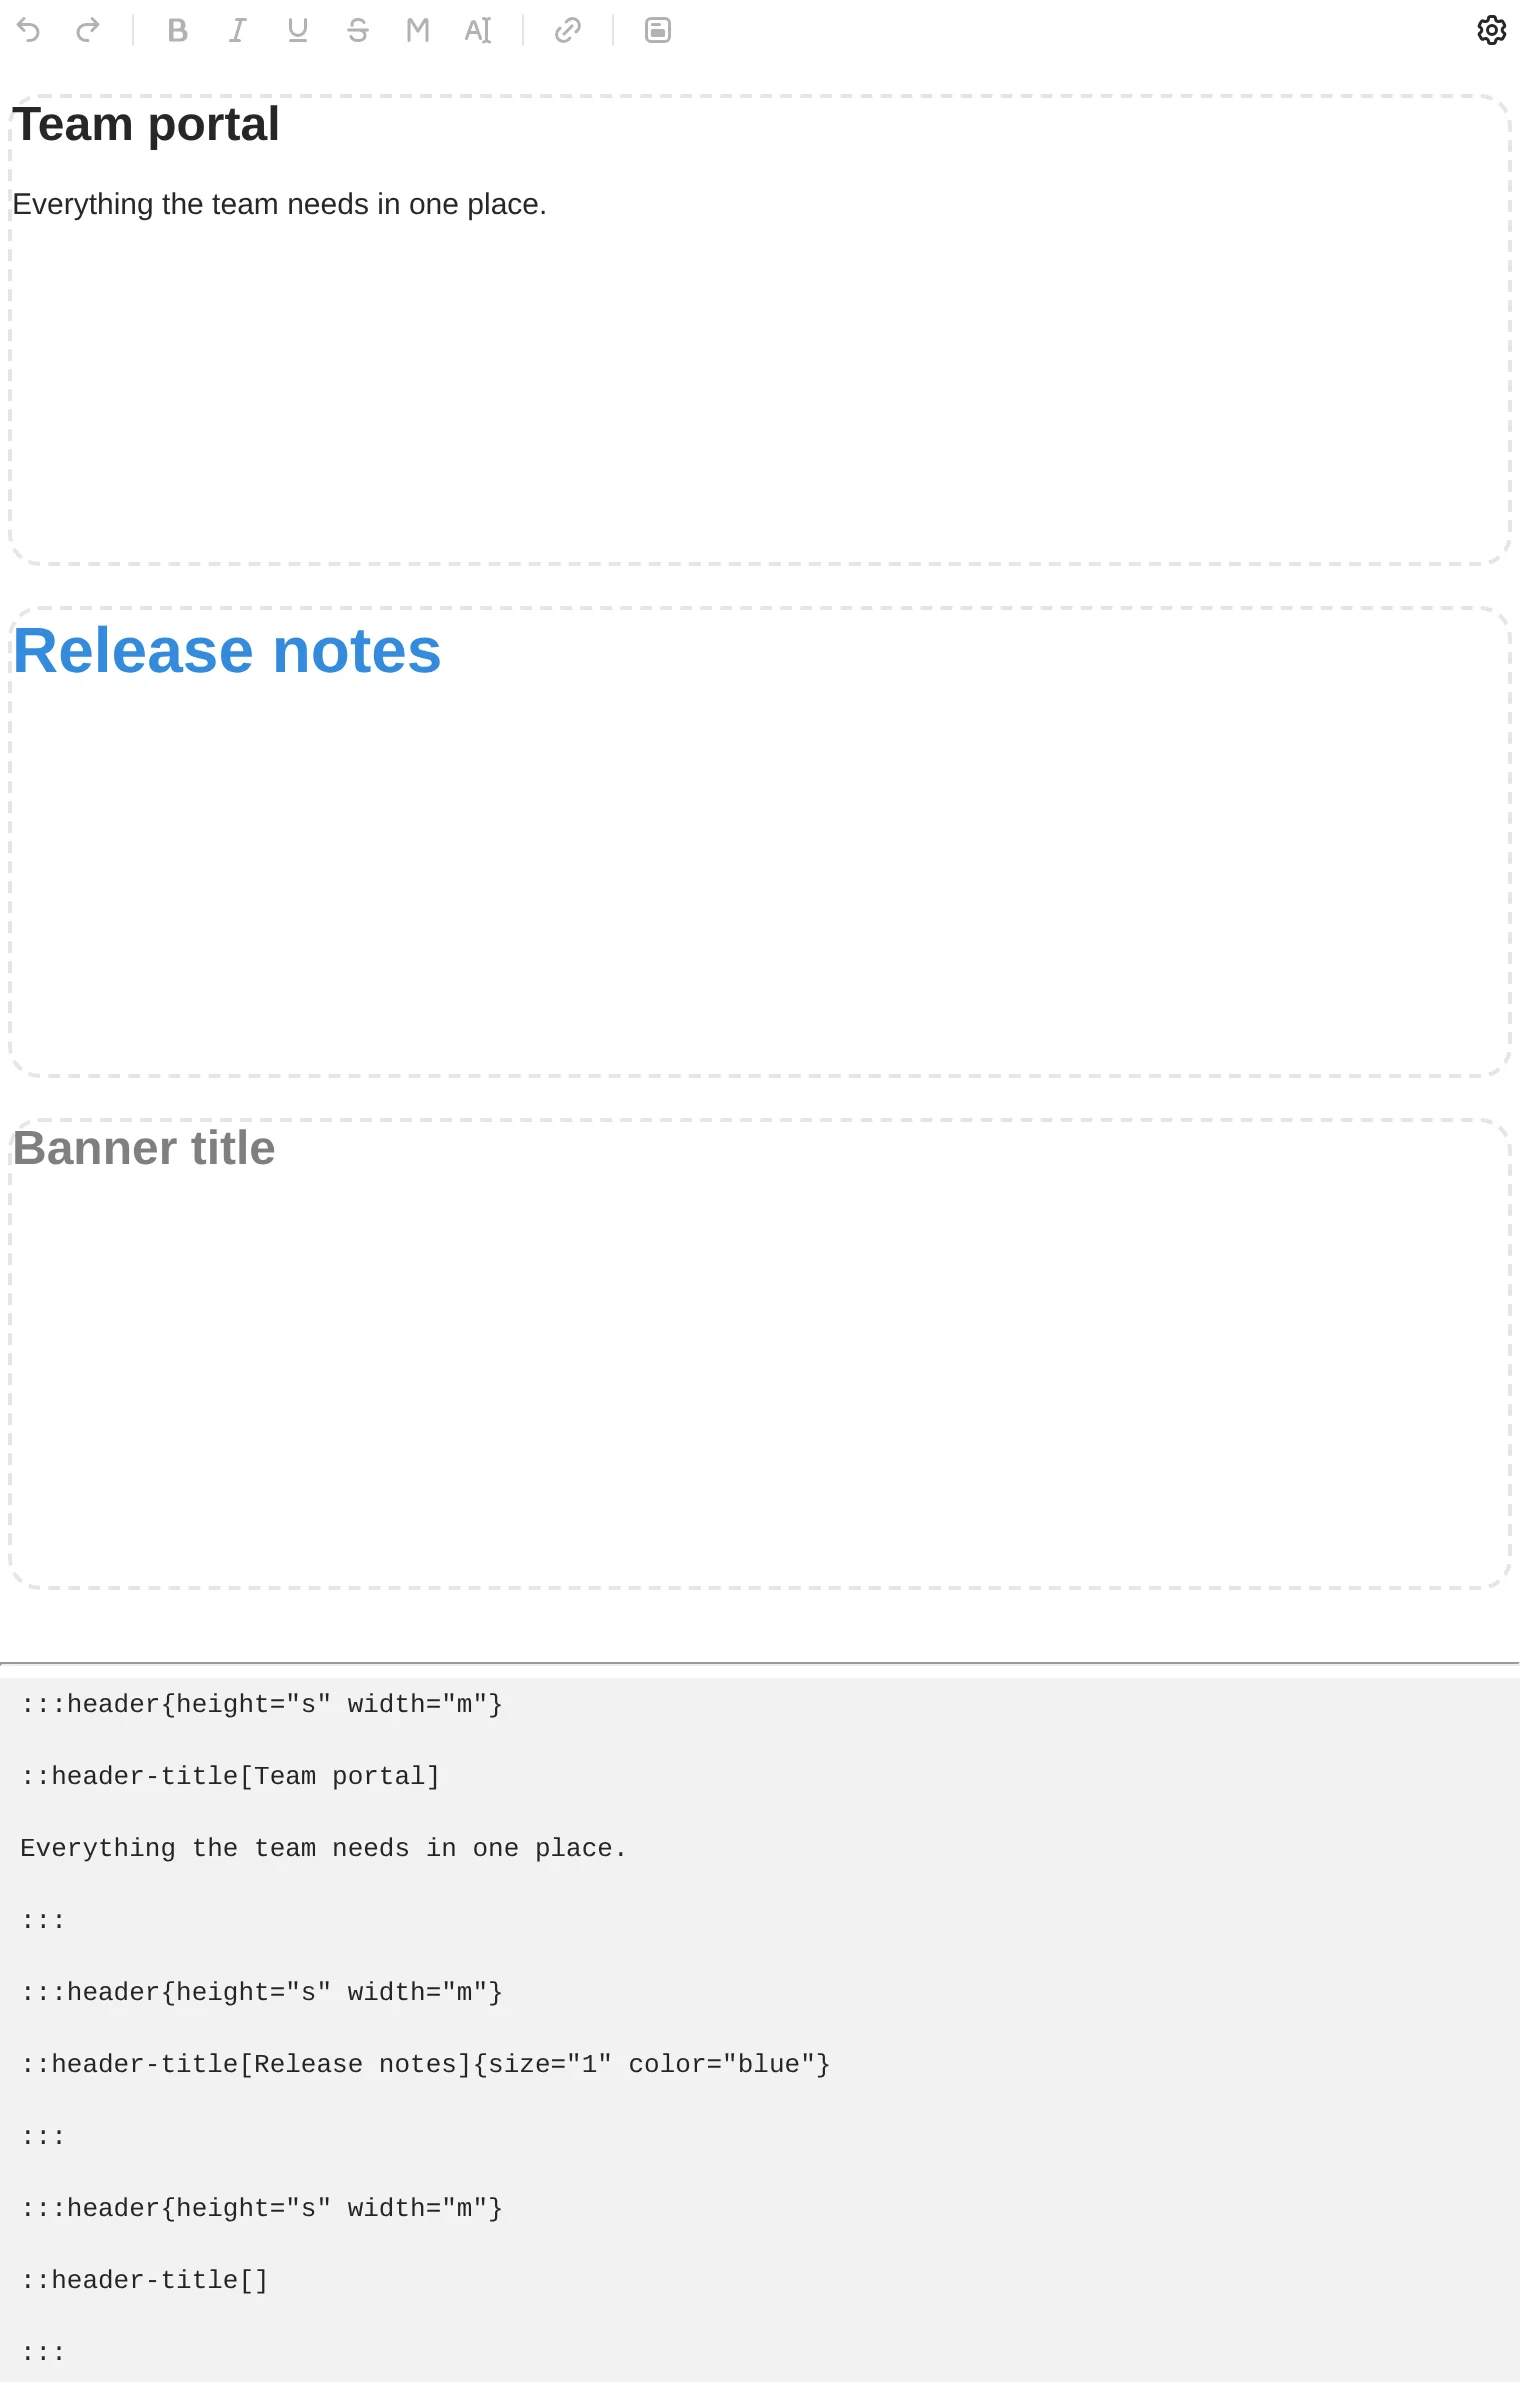 Team portal
Everything the team needs in one place.
Release notes
Banner title
:::header{height="s" width="m"}
::header-title[Team portal]
Everything the team needs in one place.
:::
:::header{height="s" width="m"}
::header-title[Release notes]{size="1" color="blue"}
:::
:::header{height="s" width="m"}
::header-title[]
:::